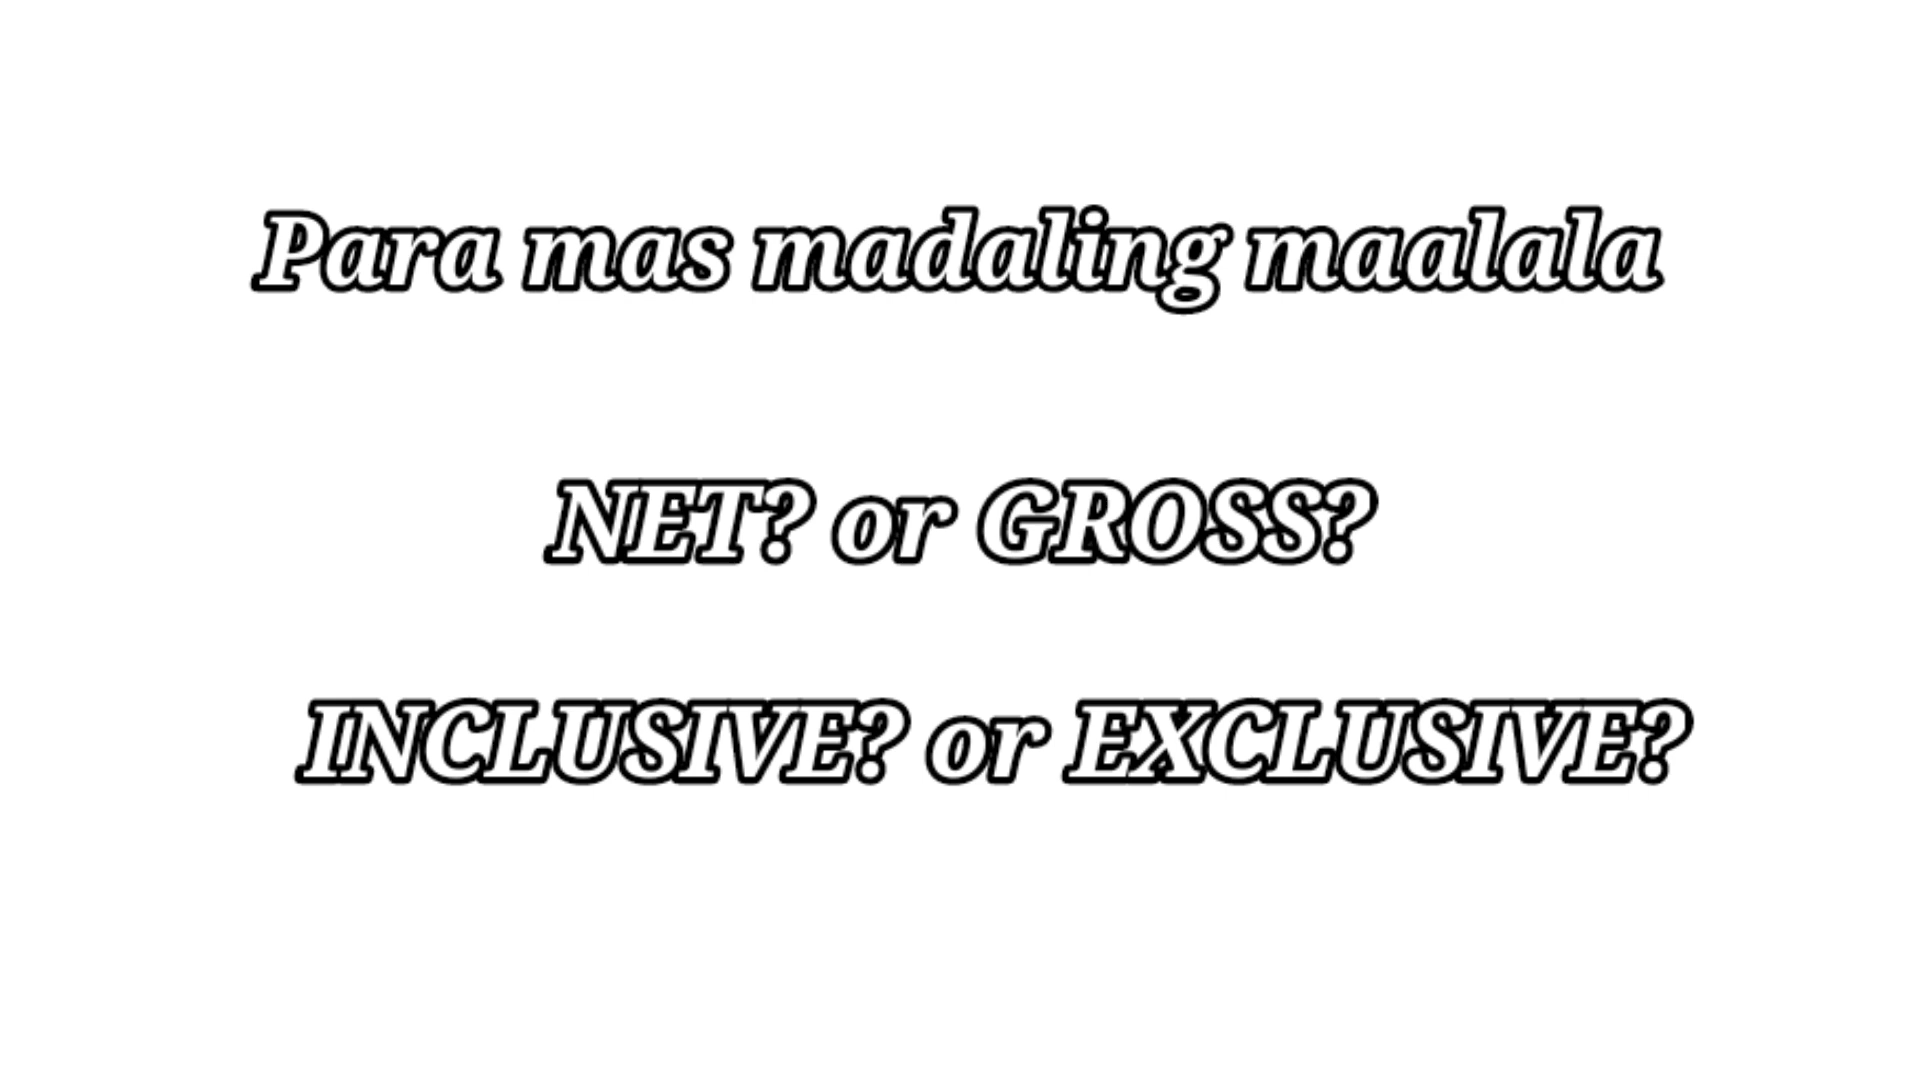 Para mas madaling maalala
NET? or GROSS?
INCLUSIVE? or EXCLUSIVE?